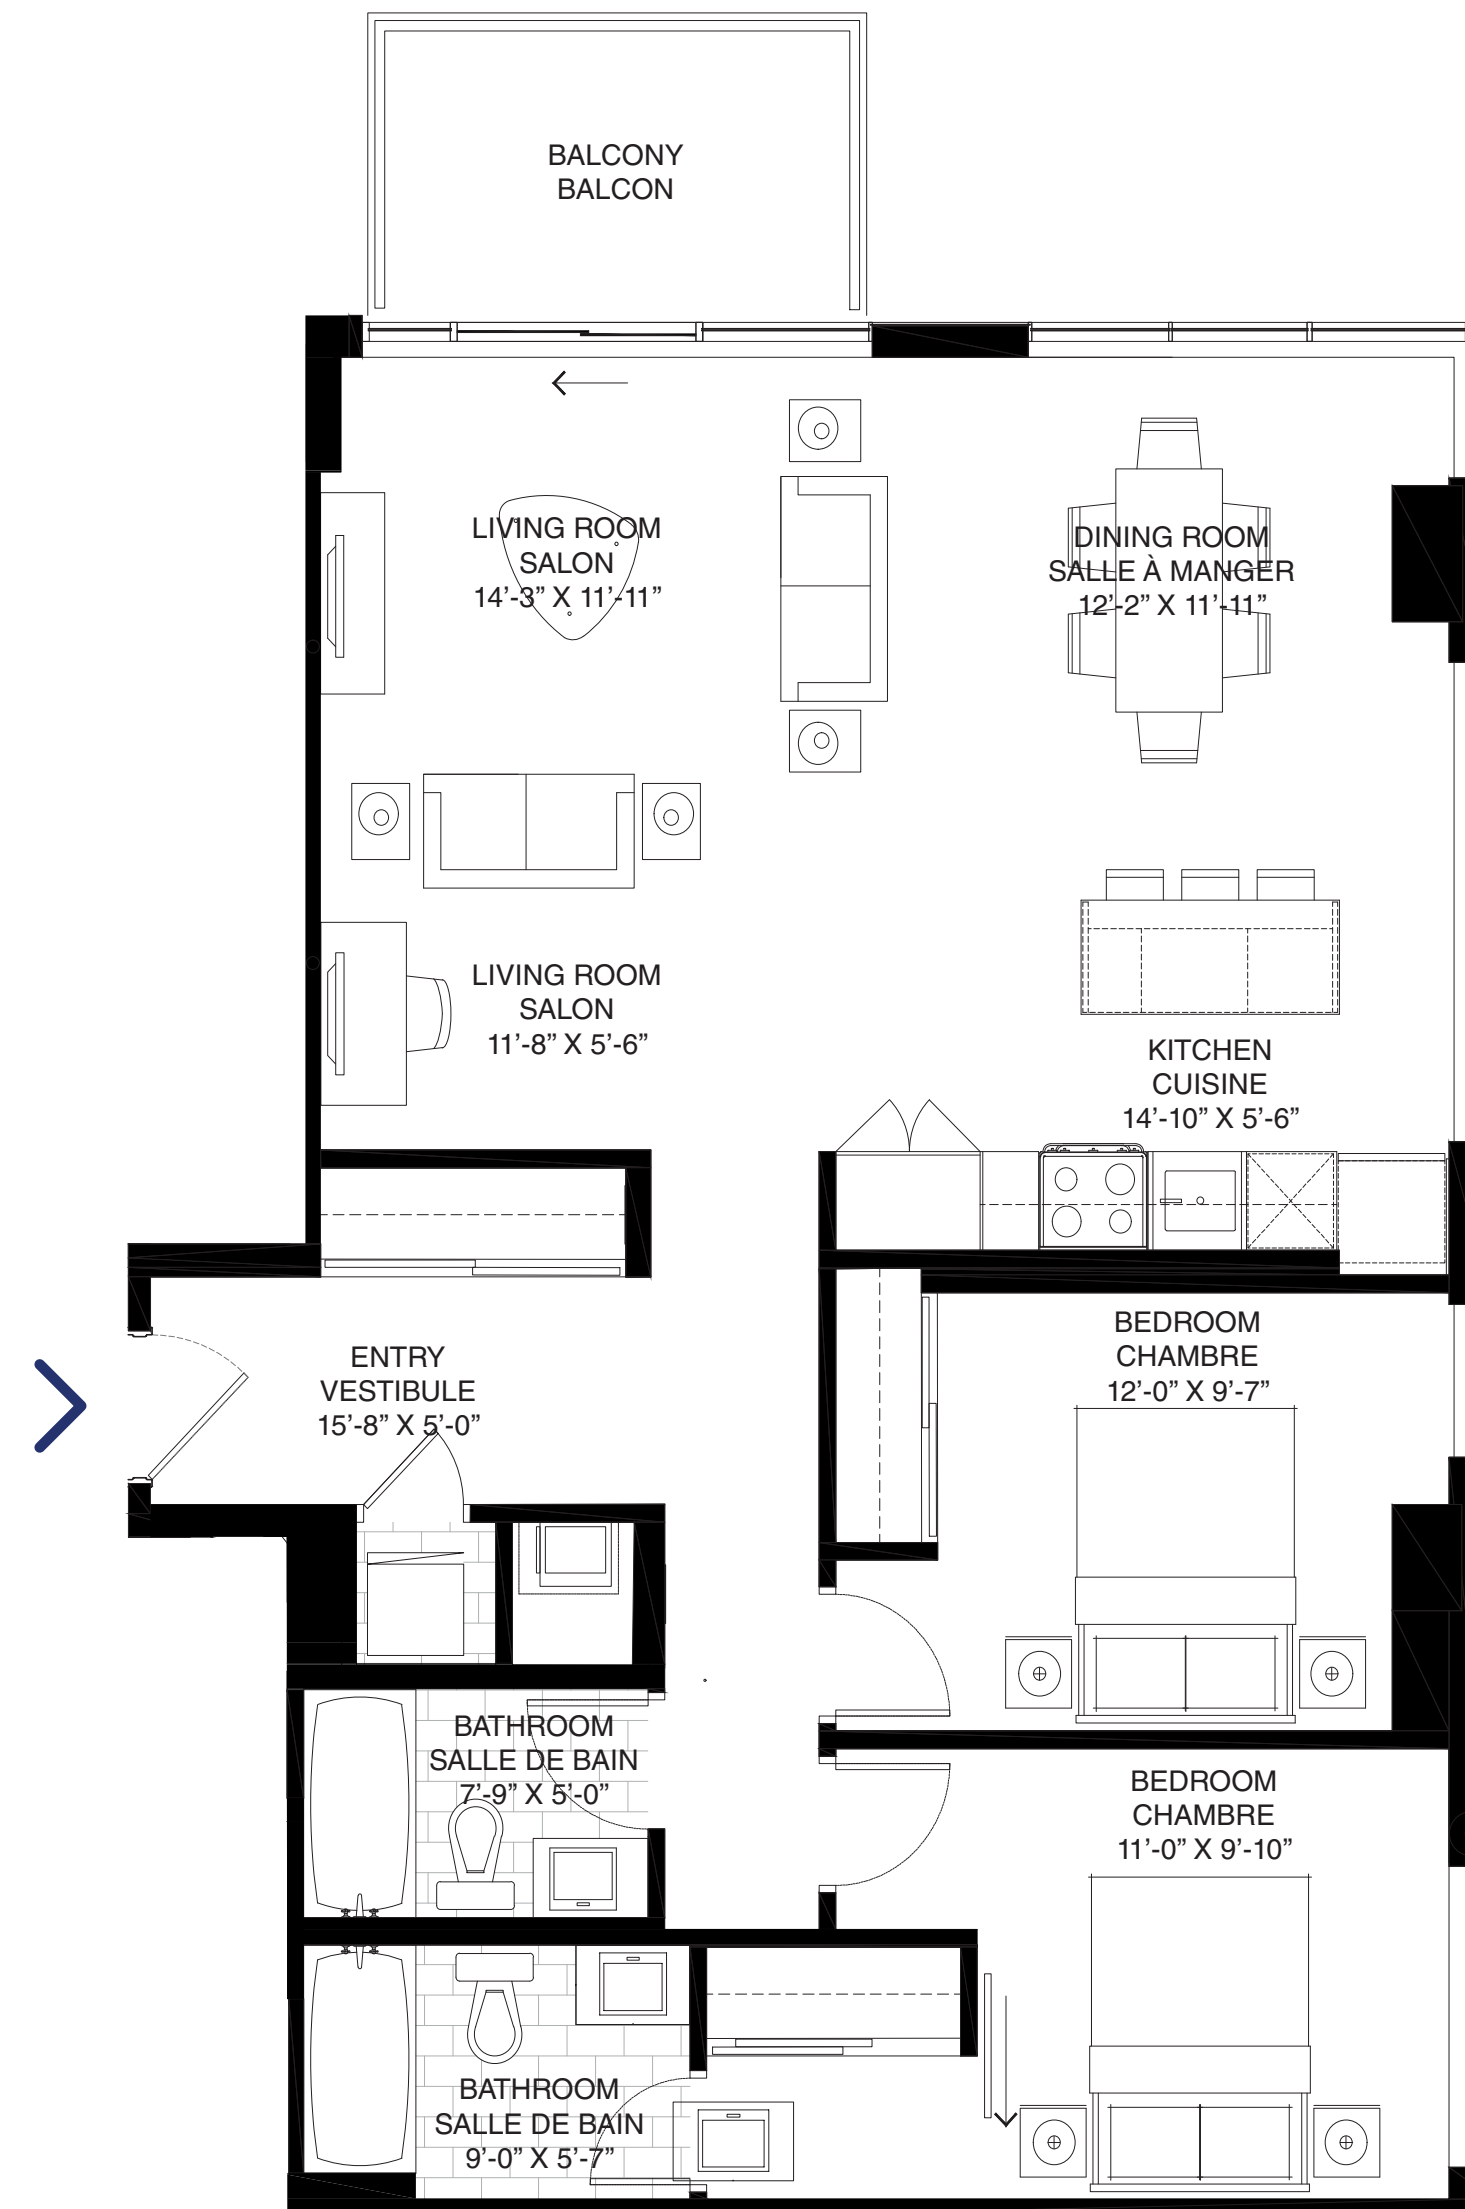 BALCONY
BALCON
LIVING ROOM
SALON
14’-3” X 11’-11”
DINING ROOM
SALLE À MANGER
12’-2” X 11’-11”
LIVING ROOM
SALON
11’-8” X 5’-6”
KITCHEN
CUISINE
14’-10” X 5’-6”
ENTRY
VESTIBULE
15’-8” X 5’-0”
BEDROOM
CHAMBRE
12’-0” X 9’-7”
BATHROOM
SALLE DE BAIN
7’-9” X 5’-0”
BEDROOM
CHAMBRE
11’-0” X 9’-10”
BATHROOM
SALLE DE BAIN
9’-0” X 5’-7”